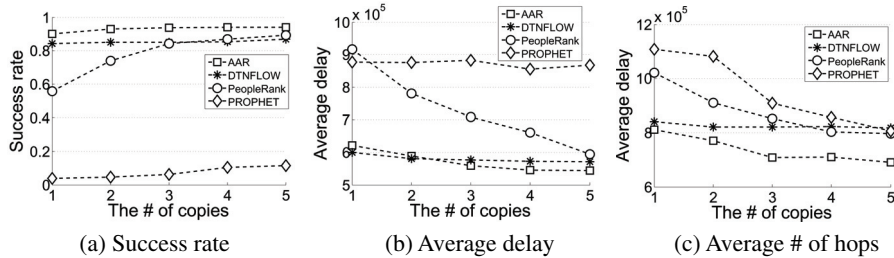 1
0.8
0.6
0.4
0.2
0
Success rate
AAR
DTNFLOW
PeopleRank
PROPHET
1 2 3 4 5
The # of copies
(a) Success rate
x 10^5
10
9
8
7
6
5
Average delay
AAR
DTNFLOW
PeopleRank
PROPHET
1 2 3 4 5
The # of copies
(b) Average delay
x 10^5
12
10
8
6
Average delay
AAR
DTNFLOW
PeopleRank
PROPHET
1 2 3 4 5
The # of copies
(c) Average # of hops